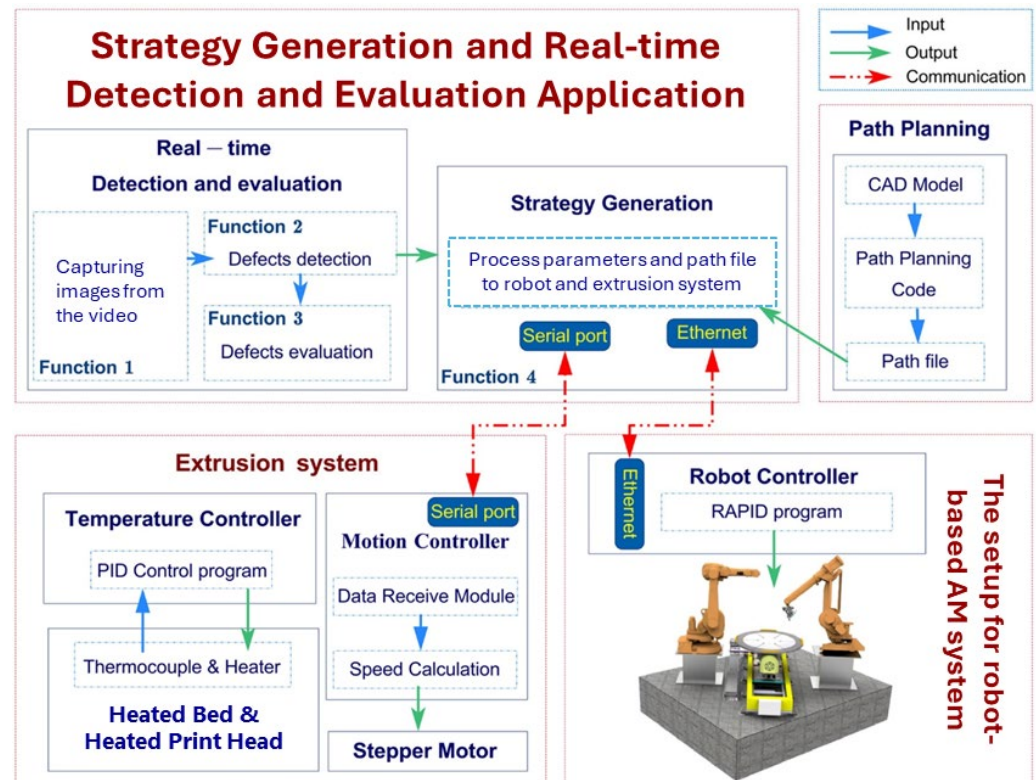 Strategy Generation and Real-time
Detection and Evaluation Application
Input
Output
Communication
Real – time
Detection and evaluation
Capturing
images from
the video
Function 1
Function 2
Defects detection
Function 3
Defects evaluation
Strategy Generation
Process parameters and path file
to robot and extrusion system
Serial port
Ethernet
Function 4
Path Planning
CAD Model
Path Planning
Code
Path file
Extrusion system
Temperature Controller
PID Control program
Thermocouple & Heater
Heated Bed &
Heated Print Head
Serial port
Motion Controller
Data Receive Module
Speed Calculation
Stepper Motor
Ethernet
Robot Controller
RAPID program
The setup for robot-
based AM system